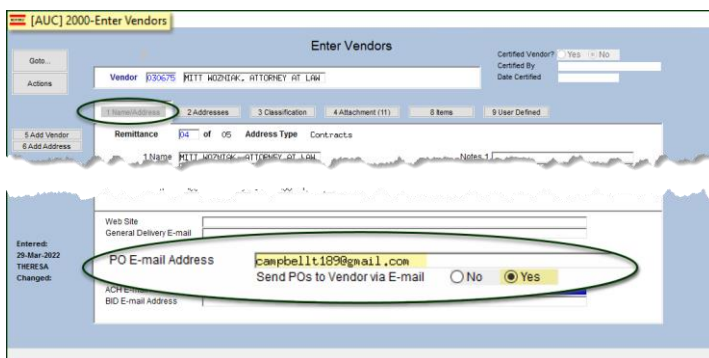 [AUC] 2000-Enter Vendors
Enter Vendors
Goto...
Actions
Certified Vendor? Yes No
Certified By
Date Certified
Vendor 030675 MITT WOZNIAK, ATTORNEY AT LAW
1 Name/Address 2 Addresses 3 Classification 4 Attachment (11) 8 Items 9 User Defined
5 Add Vendor
6 Add Address
Remittance 04 of 05 Address Type Contracts
1 Name MITT WOZNIAK, ATTORNEY AT LAW Notes 1
Web Site
General Delivery E-mail
Entered:
29-Mar-2022
THERESA
Changed:
PO E-mail Address campbellt189@gmail.com
Send POs to Vendor via E-mail No Yes
ACH E-mail
BID E-mail Address